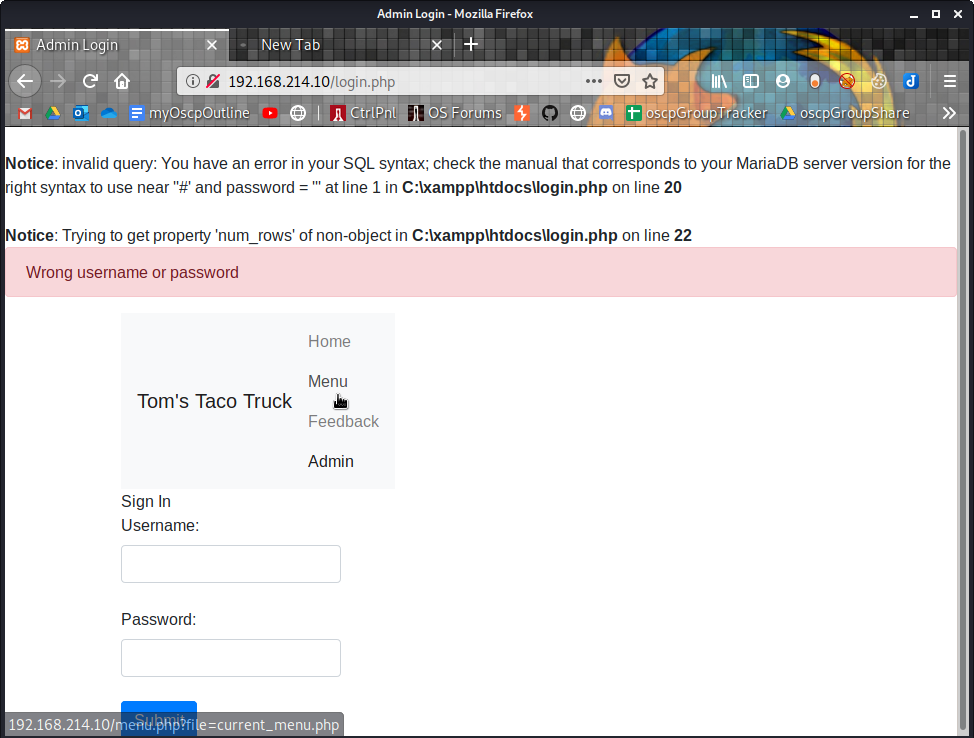 Admin Login - Mozilla Firefox
Admin Login
New Tab
192.168.214.10/login.php
myOscpOutline
CtrlPnl
OS Forums
oscpGroupTracker
oscpGroupShare
Notice: invalid query: You have an error in your SQL syntax; check the manual that corresponds to your MariaDB server version for the
right syntax to use near ''#' and password = ''' at line 1 in C:\xampp\htdocs\login.php on line 20
Notice: Trying to get property 'num_rows' of non-object in C:\xampp\htdocs\login.php on line 22
Wrong username or password
Home
Menu
Tom's Taco Truck
Feedback
Admin
Sign In
Username:
Password:
Submit
192.168.214.10/menu.php?file=current_menu.php